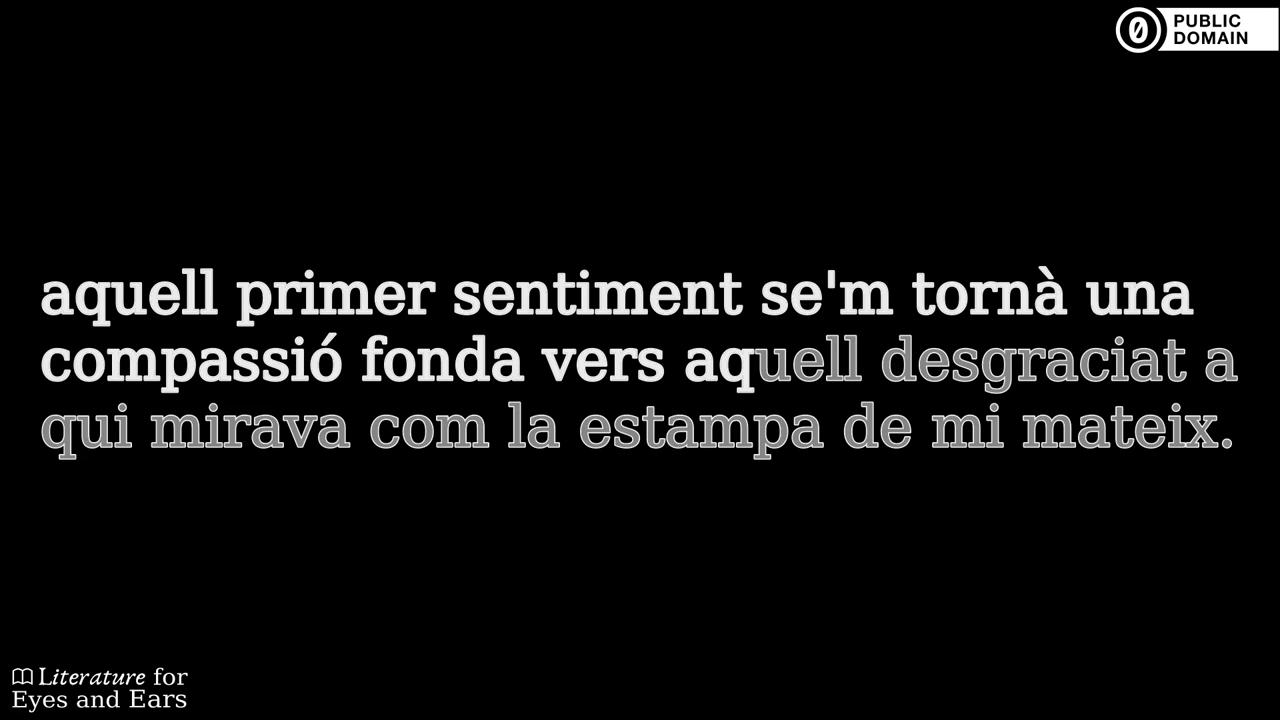 PUBLIC
DOMAIN
aquell primer sentiment se'm tornà una
compassió fonda vers aquell desgraciat a
qui mirava com la estampa de mi mateix.
Literature for
Eyes and Ears